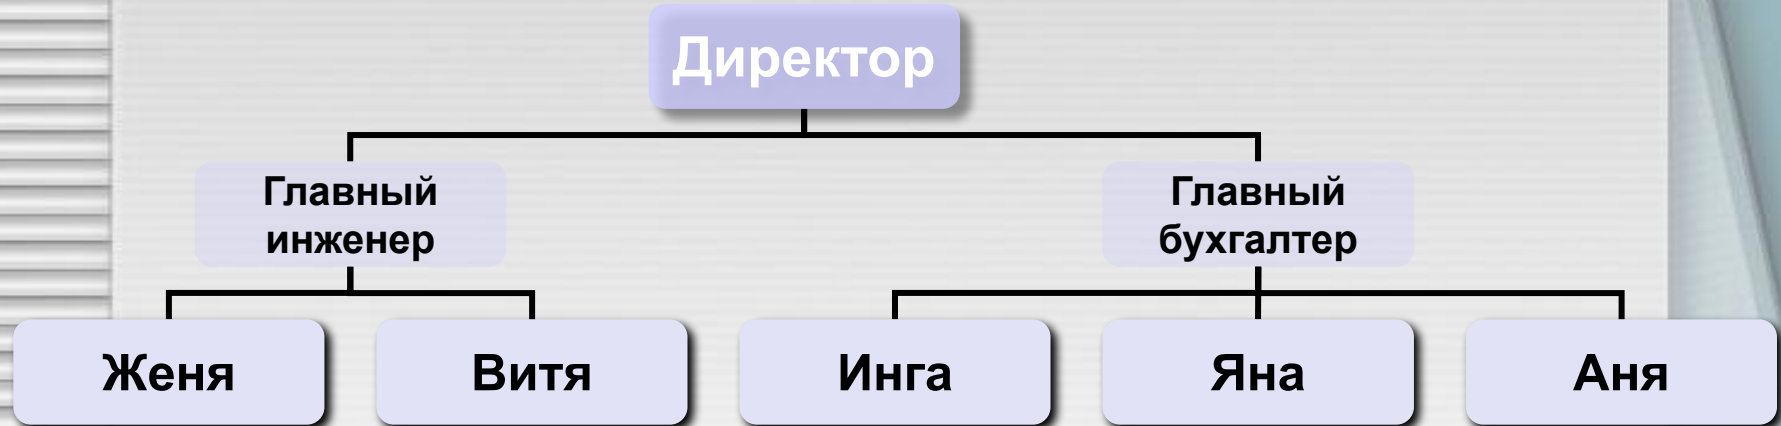 Директор
Главный
инженер
Главный
бухгалтер
Женя
Витя
Инга
Яна
Аня